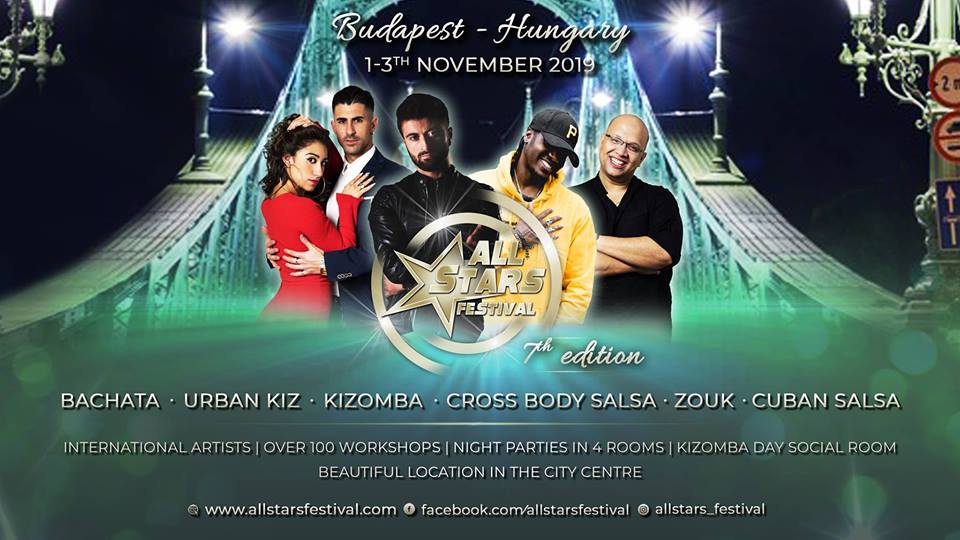 Budapest - Hungary
1-3TH NOVEMBER 2019
P
2 m
ALL
STARS
FESTIVAL
7th edition
BACHATA · URBAN KIZ · KIZOMBA · CROSS BODY SALSA · ZOUK · CUBAN SALSA
INTERNATIONAL ARTISTS | OVER 100 WORKSHOPS | NIGHT PARTIES IN 4 ROOMS | KIZOMBA DAY SOCIAL ROOM
BEAUTIFUL LOCATION IN THE CITY CENTRE
www.allstarsfestival.com facebook.com/allstarsfestival allstars_festival